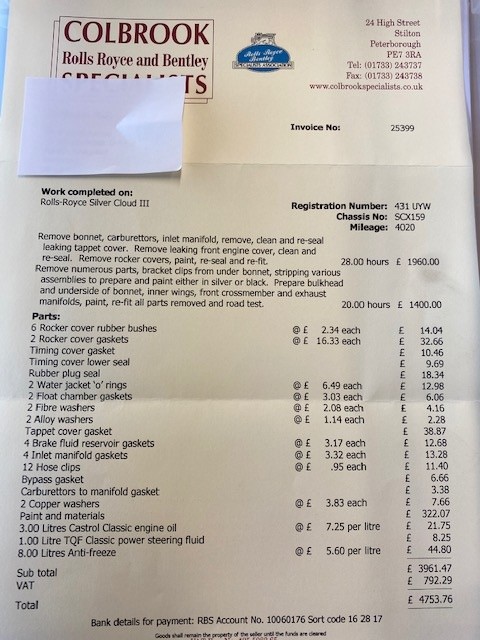 COLBROOK
Rolls Royce and Bentley
SPECIALISTS
Rolls Royce
Bentley
SPECIALISTS ASSOCIATION
24 High Street
Stilton
Peterborough
PE7 3RA
Tel: (01733) 243737
Fax: (01733) 243738
www.colbrookspecialists.co.uk
Invoice No: 25399
Work completed on:
Rolls-Royce Silver Cloud III
Registration Number: 431 UYW
Chassis No: SCX159
Mileage: 4020
Remove bonnet, carburettors, inlet manifold, remove, clean and re-seal
leaking tappet cover. Remove leaking front engine cover, clean and
re-seal. Remove rocker covers, paint, re-seal and re-fit. 28.00 hours £ 1960.00
Remove numerous parts, bracket clips from under bonnet, stripping various
assemblies to prepare and paint either in silver or black. Prepare bulkhead
and underside of bonnet, inner wings, front crossmember and exhaust
manifolds, paint, re-fit all parts removed and road test. 20.00 hours £ 1400.00
Parts:
6 Rocker cover rubber bushes @ £ 2.34 each £ 14.04
2 Rocker cover gaskets @ £ 16.33 each £ 32.66
Timing cover gasket £ 10.46
Timing cover lower seal £ 9.69
Rubber plug seal £ 18.34
2 Water jacket 'o' rings @ £ 6.49 each £ 12.98
2 Float chamber gaskets @ £ 3.03 each £ 6.06
2 Fibre washers @ £ 2.08 each £ 4.16
2 Alloy washers @ £ 1.14 each £ 2.28
Tappet cover gasket £ 38.87
4 Brake fluid reservoir gaskets @ £ 3.17 each £ 12.68
4 Inlet manifold gaskets @ £ 3.32 each £ 13.28
12 Hose clips @ £ .95 each £ 11.40
Bypass gasket £ 6.66
Carburettors to manifold gasket £ 3.38
2 Copper washers @ £ 3.83 each £ 7.66
Paint and materials £ 322.07
3.00 Litres Castrol Classic engine oil @ £ 7.25 per litre £ 21.75
1.00 Litre TQF Classic power steering fluid £ 8.25
8.00 Litres Anti-freeze @ £ 5.60 per litre £ 44.80
Sub total £ 3961.47
VAT £ 792.29
Total £ 4753.76
Bank details for payment: RBS Account No. 10060176 Sort code 16 28 17
Goods shall remain the property of the seller until the funds are cleared